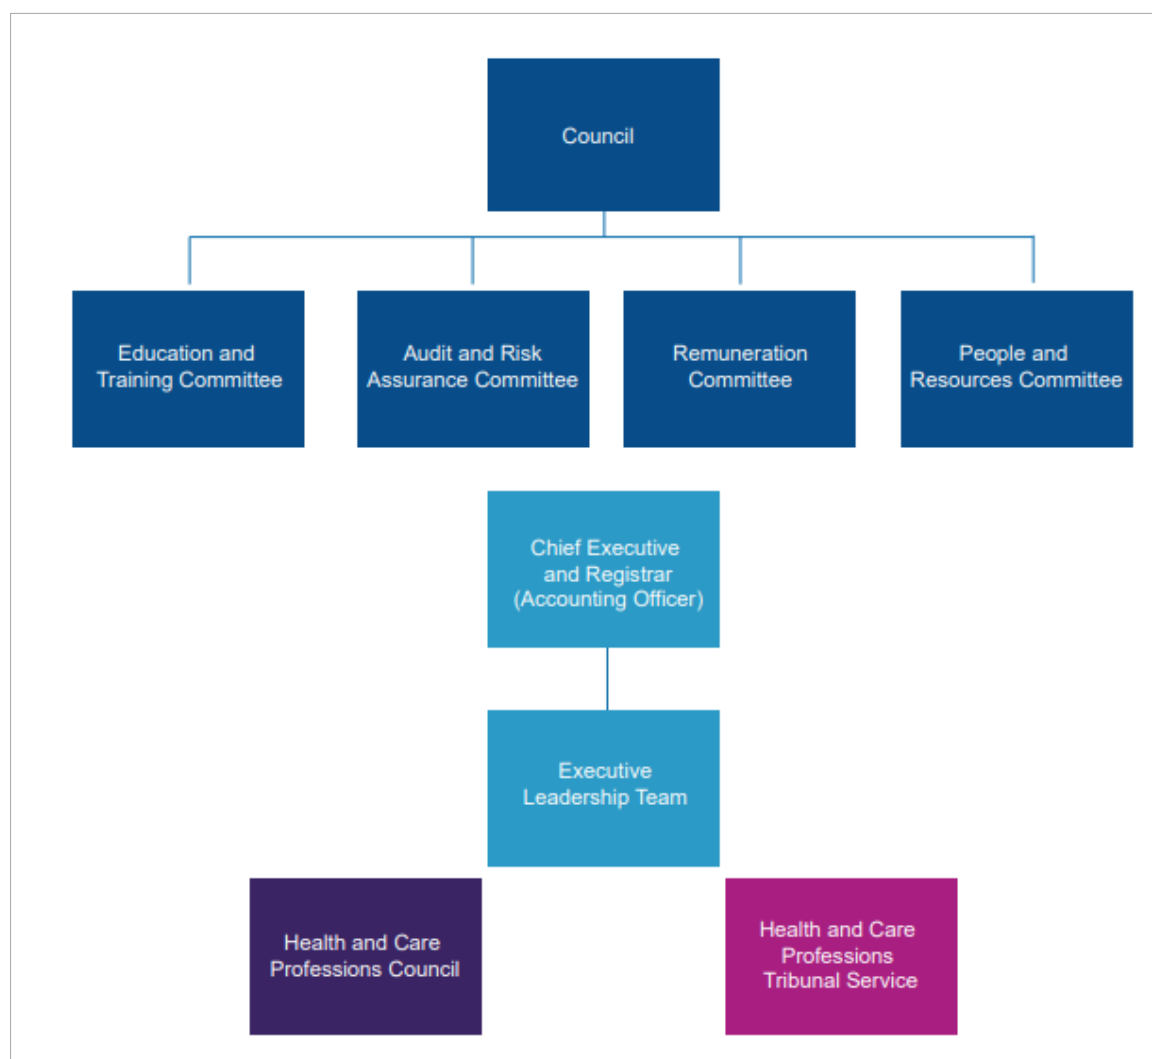 Council
Education and
Training Committee
Audit and Risk
Assurance Committee
Remuneration
Committee
People and
Resources Committee
Chief Executive
and Registrar
(Accounting Officer)
Executive
Leadership Team
Health and Care
Professions Council
Health and Care
Professions
Tribunal Service